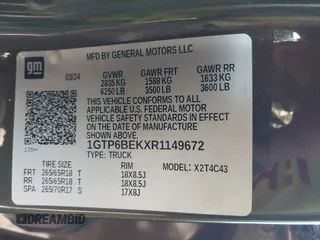 gm
MFD BY GENERAL MOTORS LLC
03/24 GVWR GAWR FRT GAWR RR
2835 KG 1588 KG 1633 KG
6250 LB 3500 LB 3600 LB
THIS VEHICLE CONFORMS TO ALL APPLICABLE
U.S. FEDERAL MOTOR VEHICLE SAFETY
STANDARDS IN EFFECT ON THE DATE OF
MANUFACTURE SHOWN ABOVE.
1GTP6BEKXR1149672
TYPE: TRUCK
TIRE SIZE RIM MODEL: X2T4C43
FRT 265/65R18 T 18X8.5J
RR 265/65R18 T 18X8.5J
SPA 265/70R17 S 17X8J
DREAMBID